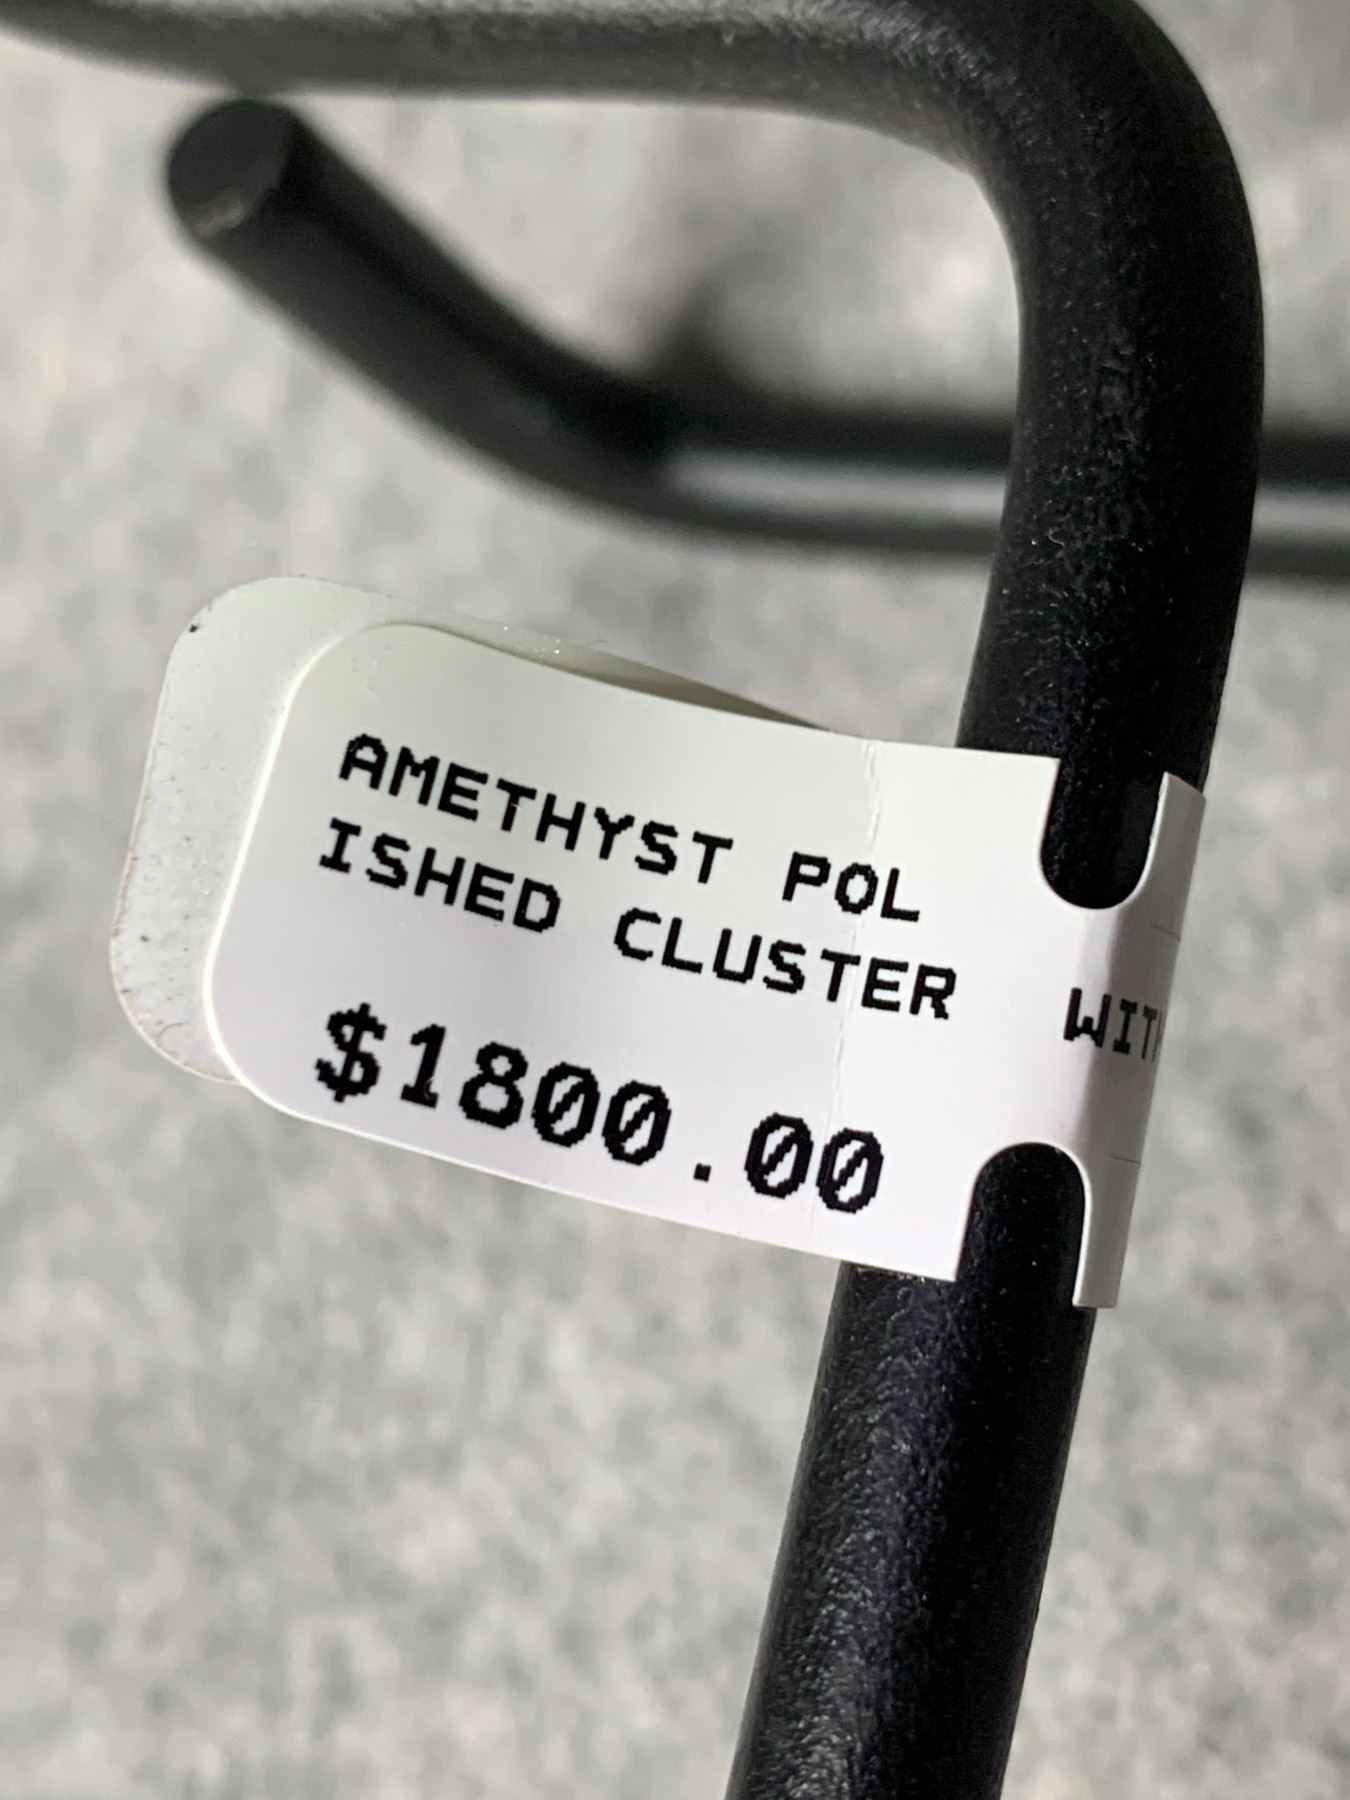 AMETHYST POL
ISHED CLUSTER
$1800.00